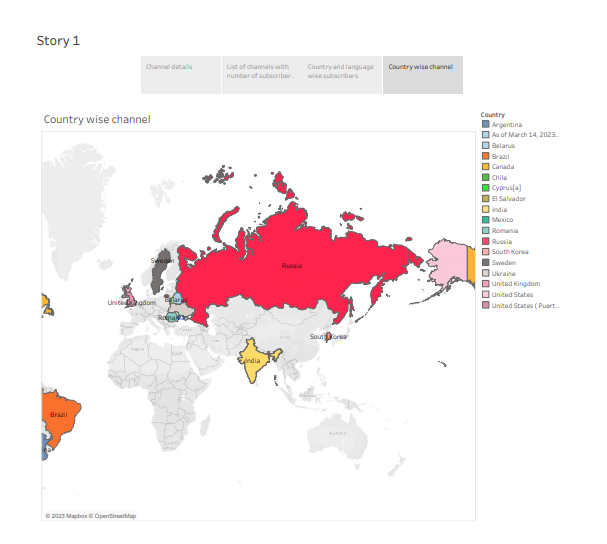 Story 1
Channel details
List of channels with
number of subscriber..
Country and language
wise subscribers
Country wise channel
Country wise channel
Country
Argentina
As of March 14, 2023..
Belarus
Brazil
Canada
Chile
Cyprus[a]
El Salvador
India
Mexico
Romania
Russia
South Korea
Sweden
Ukraine
United Kingdom
United States
United States ( Puert..
Sweden
Russia
United Kingdom
Belarus
Romania
South Korea
India
Brazil
© 2023 Mapbox © OpenStreetMap